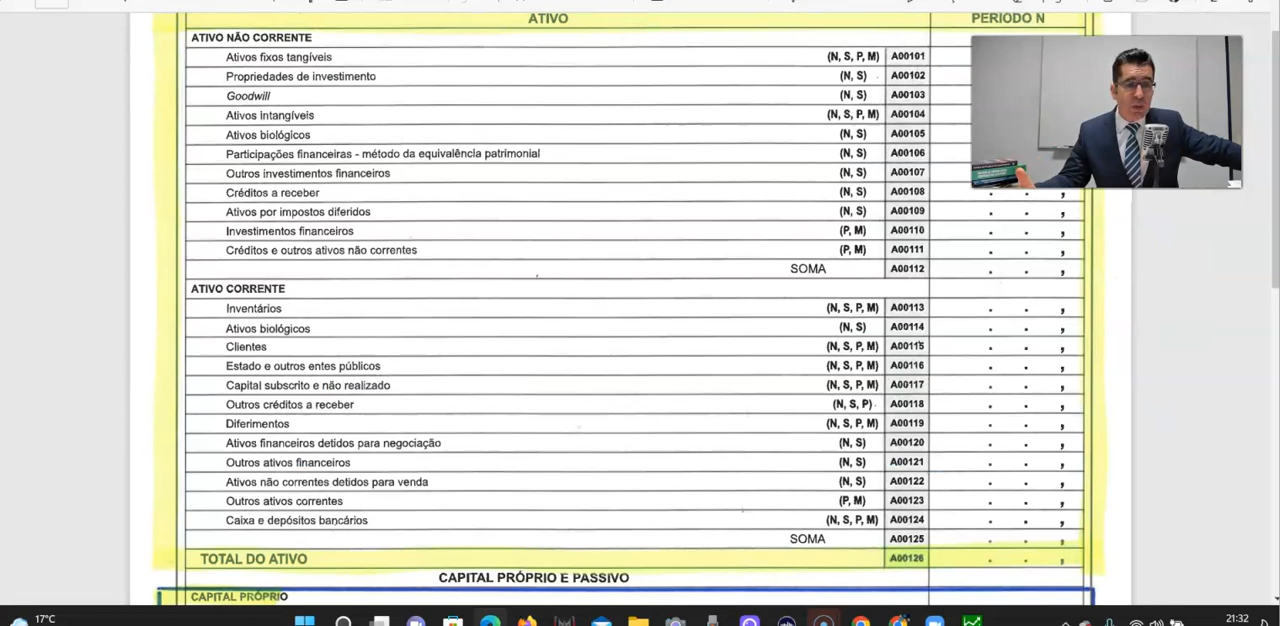 ATIVO PERÍODO N
ATIVO NÃO CORRENTE
Ativos fixos tangíveis (N, S, P, M) A00101
Propriedades de investimento (N, S) A00102
Goodwill (N, S) A00103
Ativos intangíveis (N, S, P, M) A00104
Ativos biológicos (N, S) A00105
Participações financeiras - método da equivalência patrimonial (N, S) A00106
Outros investimentos financeiros (N, S) A00107
Créditos a receber (N, S) A00108 . . ,
Ativos por impostos diferidos (N, S) A00109 . . ,
Investimentos financeiros (P, M) A00110 . . ,
Créditos e outros ativos não correntes (P, M) A00111 . . ,
SOMA A00112 . . ,
ATIVO CORRENTE
Inventários (N, S, P, M) A00113 . . ,
Ativos biológicos (N, S) A00114 . . ,
Clientes (N, S, P, M) A00115 . . ,
Estado e outros entes públicos (N, S, P, M) A00116 . . ,
Capital subscrito e não realizado (N, S, P, M) A00117 . . ,
Outros créditos a receber (N, S, P) A00118 . . ,
Diferimentos (N, S, P, M) A00119 . . ,
Ativos financeiros detidos para negociação (N, S) A00120 . . ,
Outros ativos financeiros (N, S) A00121 . . ,
Ativos não correntes detidos para venda (N, S) A00122 . . ,
Outros ativos correntes (P, M) A00123 . . ,
Caixa e depósitos bancários (N, S, P, M) A00124 . . ,
SOMA A00125 . . ,
TOTAL DO ATIVO A00126 . . ,
CAPITAL PRÓPRIO E PASSIVO
CAPITAL PRÓPRIO
17°C 21:32